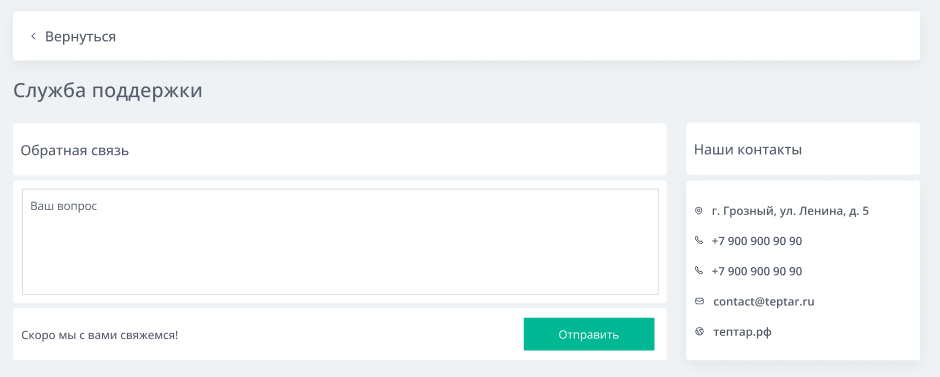 Вернуться
Служба поддержки
Обратная связь
Ваш вопрос
Скоро мы с вами свяжемся!
Отправить
Наши контакты
г. Грозный, ул. Ленина, д. 5
+7 900 900 90 90
+7 900 900 90 90
contact@teptar.ru
тептар.рф